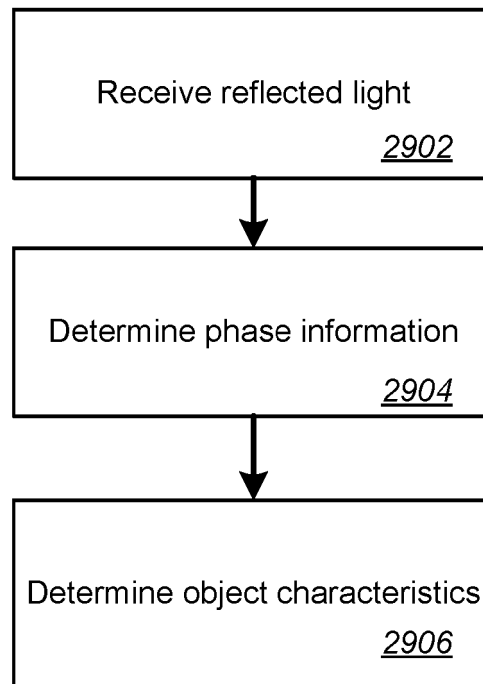 Receive reflected light
2902
Determine phase information
2904
Determine object characteristics
2906